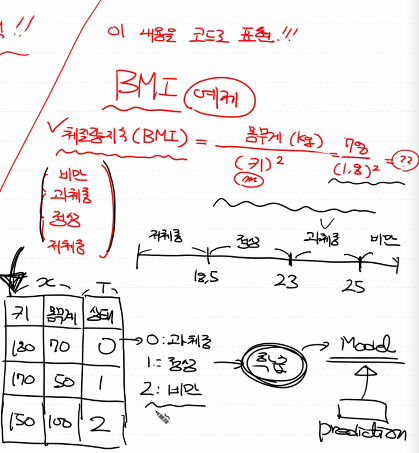 !!
이 내용을 코드로 표현!!!
BMI 예제
체질량지수(BMI) = 몸무게(kg) / (키)² = 78 / (1.8)² = ??
(m)
비만
과체중
정상
저체중
저체중 정상 과체중 비만
18.5 23 25
x T
키 몸무게 상태
180 70 0
170 50 1
150 100 2
0: 과체중
1: 정상
2: 비만
학습
Model
prediction